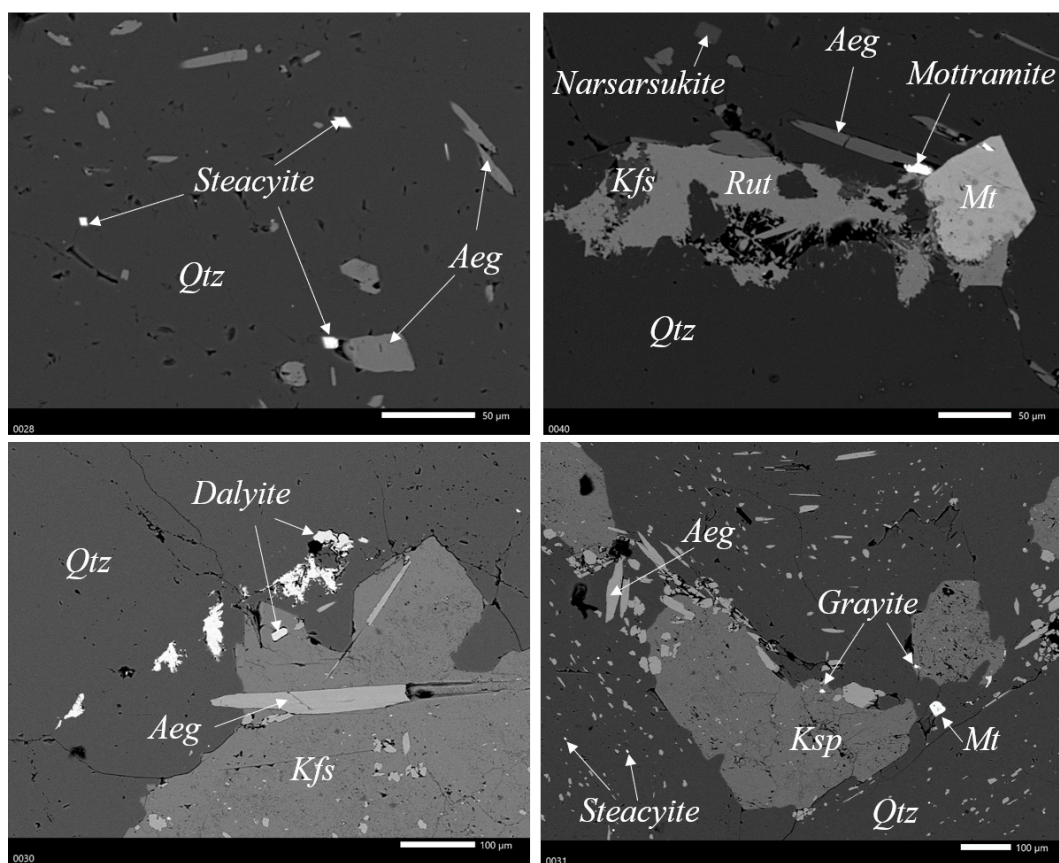 Steacyite
Aeg
Qtz
50 µm
0028
Aeg
Narsarsukite
Mottramite
Kfs
Rut
Mt
Qtz
50 µm
0040
Dalyite
Qtz
Aeg
Kfs
100 µm
0030
Aeg
Grayite
Ksp
Mt
Steacyite
Qtz
100 µm
0031